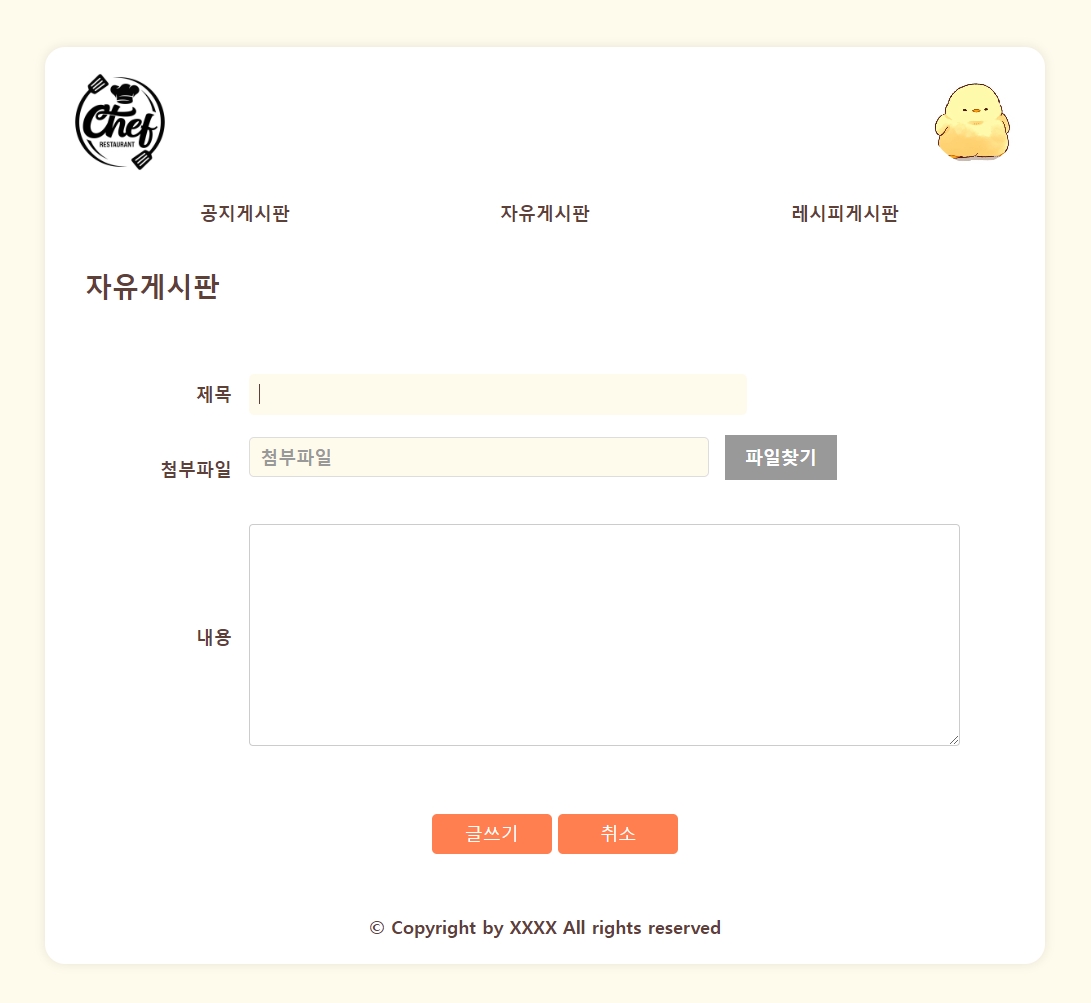 Chef
RESTAURANT
공지게시판 자유게시판 레시피게시판
자유게시판
제목
첨부파일 첨부파일 파일찾기
내용
글쓰기 취소
© Copyright by XXXX All rights reserved